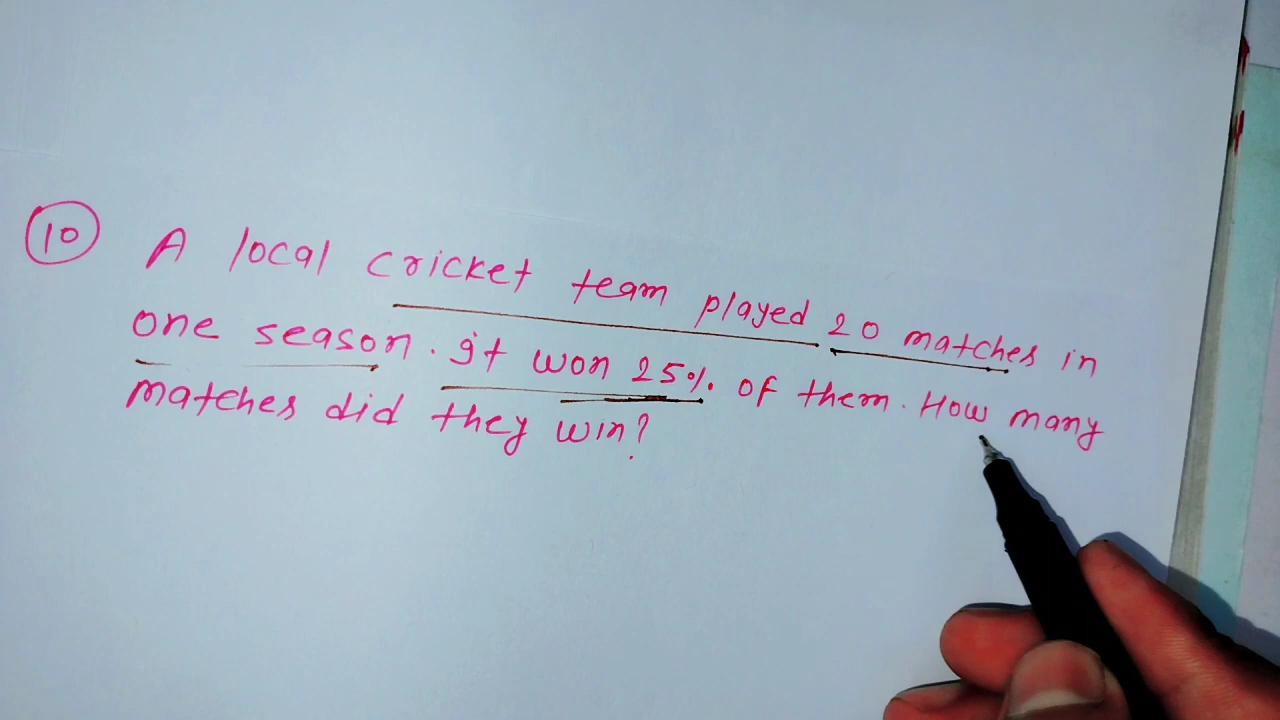 10 A local cricket team played 20 matches in
one season. It won 25% of them. How many
matches did they win?